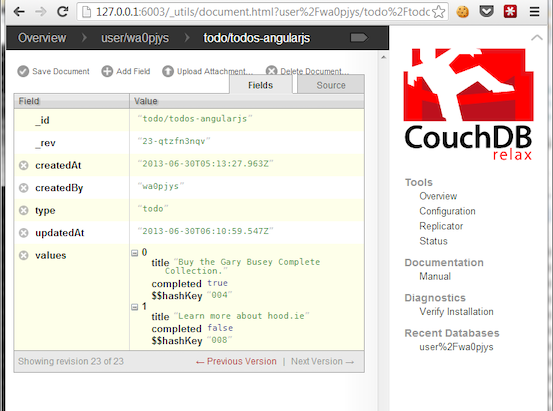 127.0.0.1:6003/_utils/document.html?user%2Fwa0pjys/todo%2Ftodo
Overview user/wa0pjys todo/todos-angularjs
Save Document Add Field Upload Attachment... Delete Document...
Fields Source
Field Value
_id "todo/todos-angularjs"
_rev "23-qtzfn3nqv"
createdAt "2013-06-30T05:13:27.963Z"
createdBy "wa0pjys"
type "todo"
updatedAt "2013-06-30T06:10:59.547Z"
values 0
title "Buy the Gary Busey Complete
Collection."
completed true
$$hashKey "004"
1
title "Learn more about hood.ie"
completed false
$$hashKey "008"
Showing revision 23 of 23 ← Previous Version | Next Version →
CouchDB
relax
Tools
Overview
Configuration
Replicator
Status
Documentation
Manual
Diagnostics
Verify Installation
Recent Databases
user%2Fwa0pjys